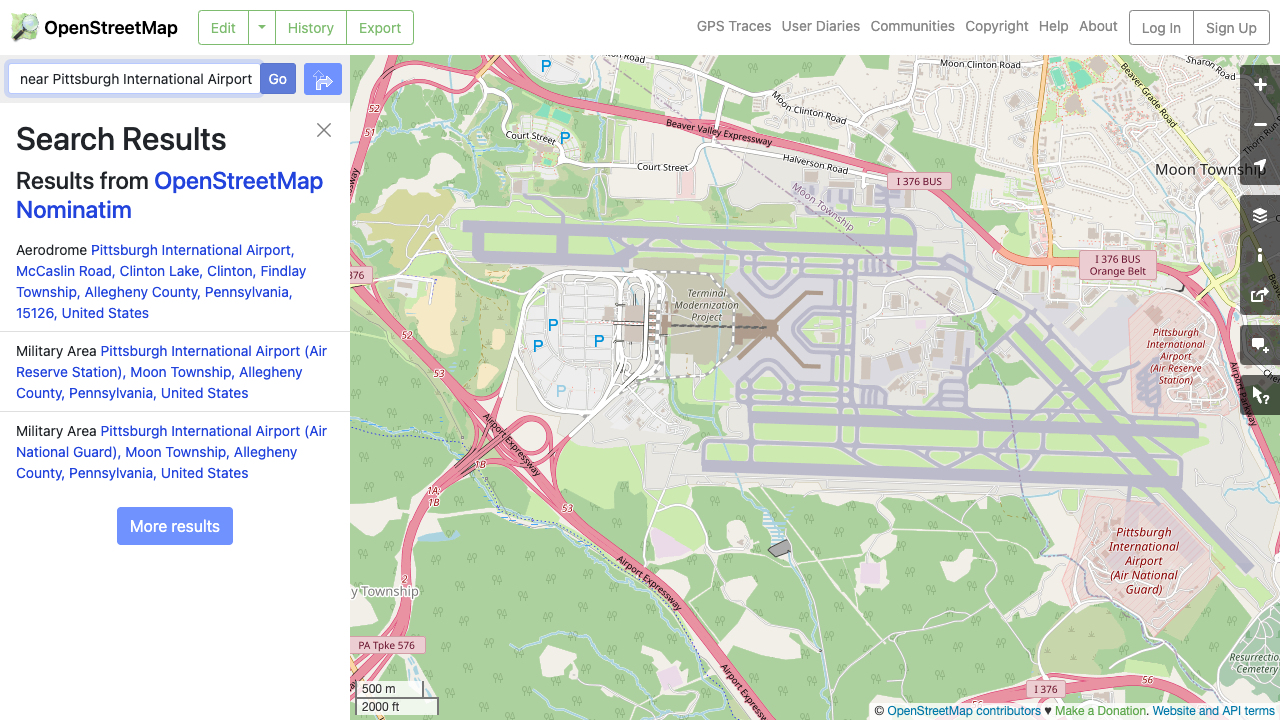 OpenStreetMap
Edit
History
Export
GPS Traces
User Diaries
Communities
Copyright
Help
About
Log In
Sign Up
near Pittsburgh International Airport
Go
Search Results
Results from OpenStreetMap
Nominatim
Aerodrome Pittsburgh International Airport,
McCaslin Road, Clinton Lake, Clinton, Findlay
Township, Allegheny County, Pennsylvania,
15126, United States
Military Area Pittsburgh International Airport (Air
Reserve Station), Moon Township, Allegheny
County, Pennsylvania, United States
Military Area Pittsburgh International Airport (Air
National Guard), Moon Township, Allegheny
County, Pennsylvania, United States
More results
Moon Road
P
52
51
Court Street
P
Court Street
Beaver Valley Expressway
Moon Clinton Road
Moon Clinton Road
Halverson Road
I 376 BUS
Beaver Grade Road
Sharon Road
Moon Township
Moon Township
I 376 BUS
Orange Belt
376
52
53
Terminal
Modernization
Project
P
P
P
P
Pittsburgh
International
Airport
(Air Reserve
Station)
Airport Parkway
Airport Expressway
1B
1A;
1B
53
2
y Township
Airport Expressway
Airport Expressway
PA Tpke 576
Pittsburgh
International
Airport
(Air National
Guard)
Resurrection
Cemetery
I 376
56
500 m
2000 ft
© OpenStreetMap contributors ♥ Make a Donation. Website and API terms